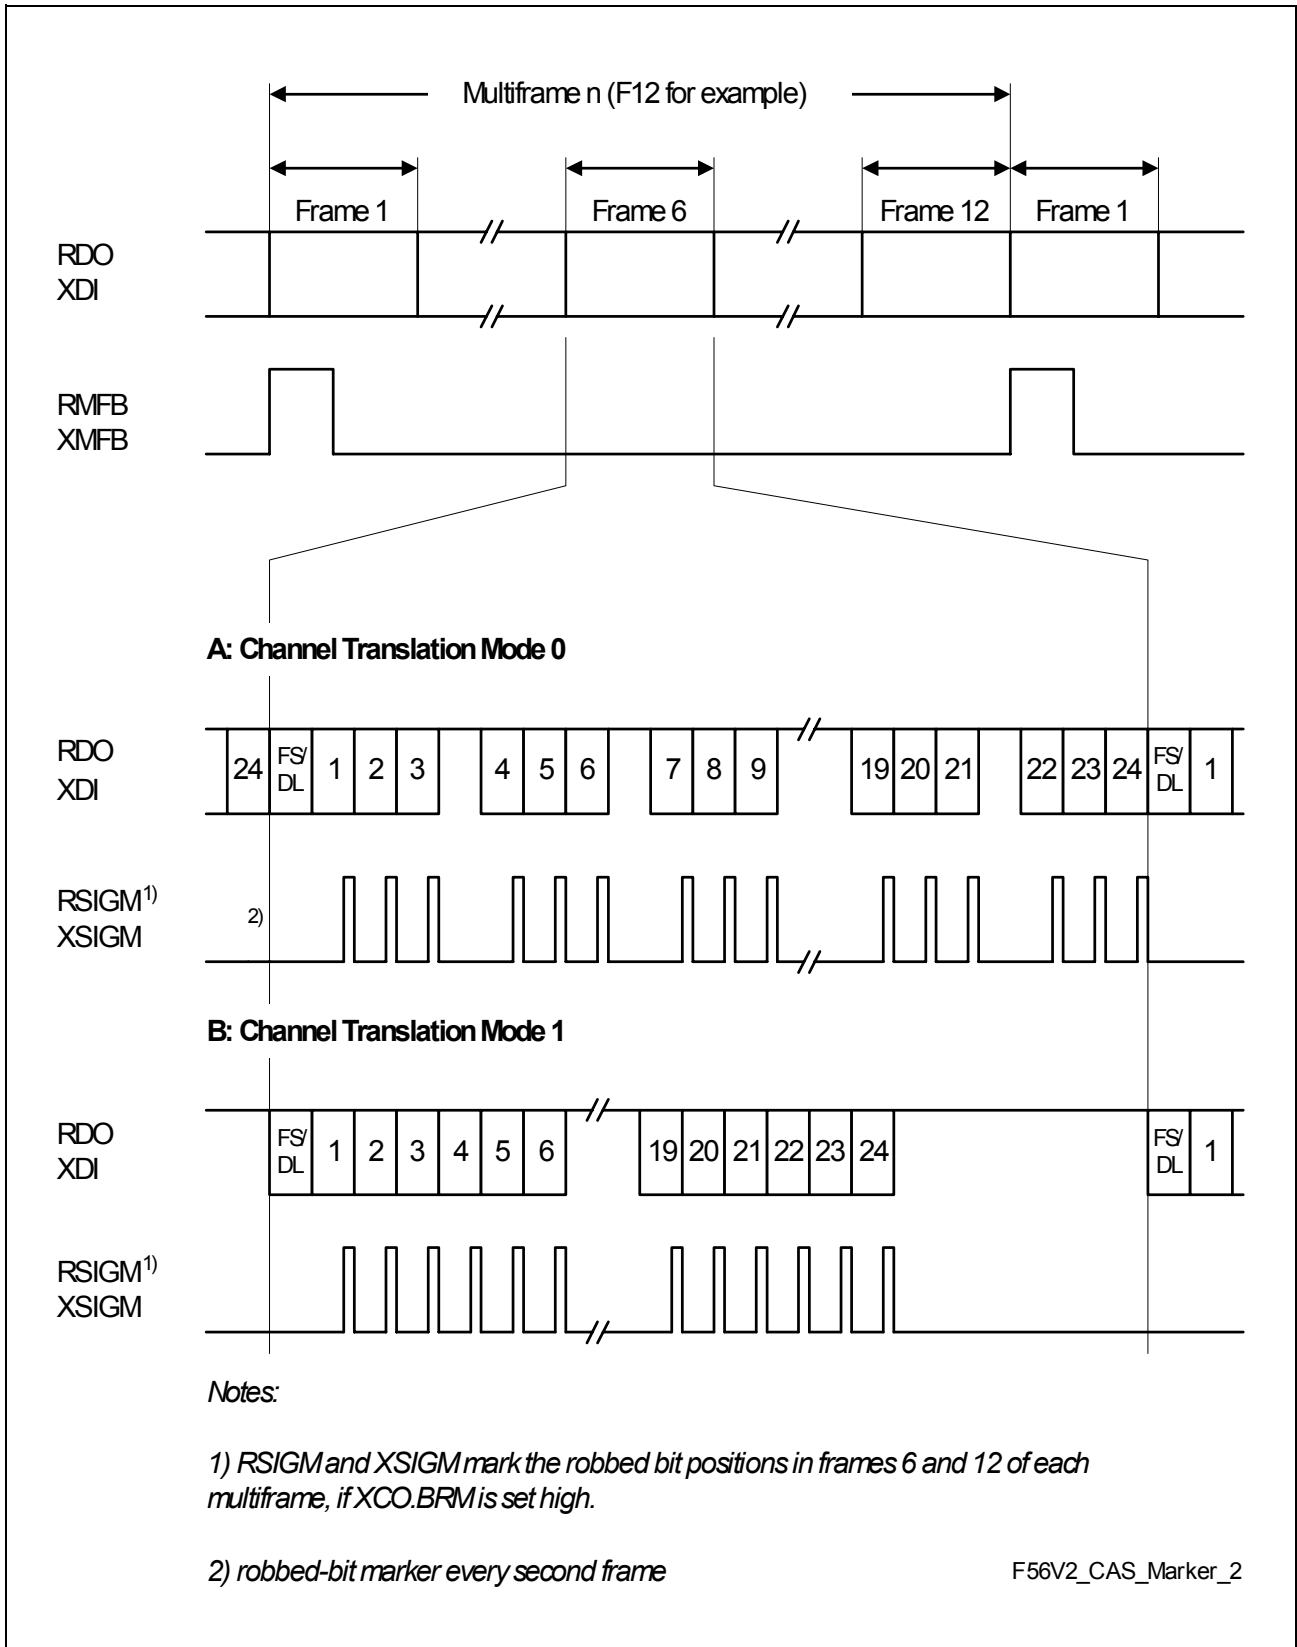 Multiframe n (F12 for example)
Frame 1 Frame 6 Frame 12 Frame 1
RDO
XDI
RMFB
XMFB
A: Channel Translation Mode 0
RDO
XDI
24 FS/DL 1 2 3 4 5 6 7 8 9 19 20 21 22 23 24 FS/DL 1
RSIGM1)
XSIGM
2)
B: Channel Translation Mode 1
RDO
XDI
FS/DL 1 2 3 4 5 6 19 20 21 22 23 24 FS/DL 1
RSIGM1)
XSIGM
Notes:
1) RSIGM and XSIGM mark the robbed bit positions in frames 6 and 12 of each
multiframe, if XCO.BRM is set high.
2) robbed-bit marker every second frame
F56V2_CAS_Marker_2